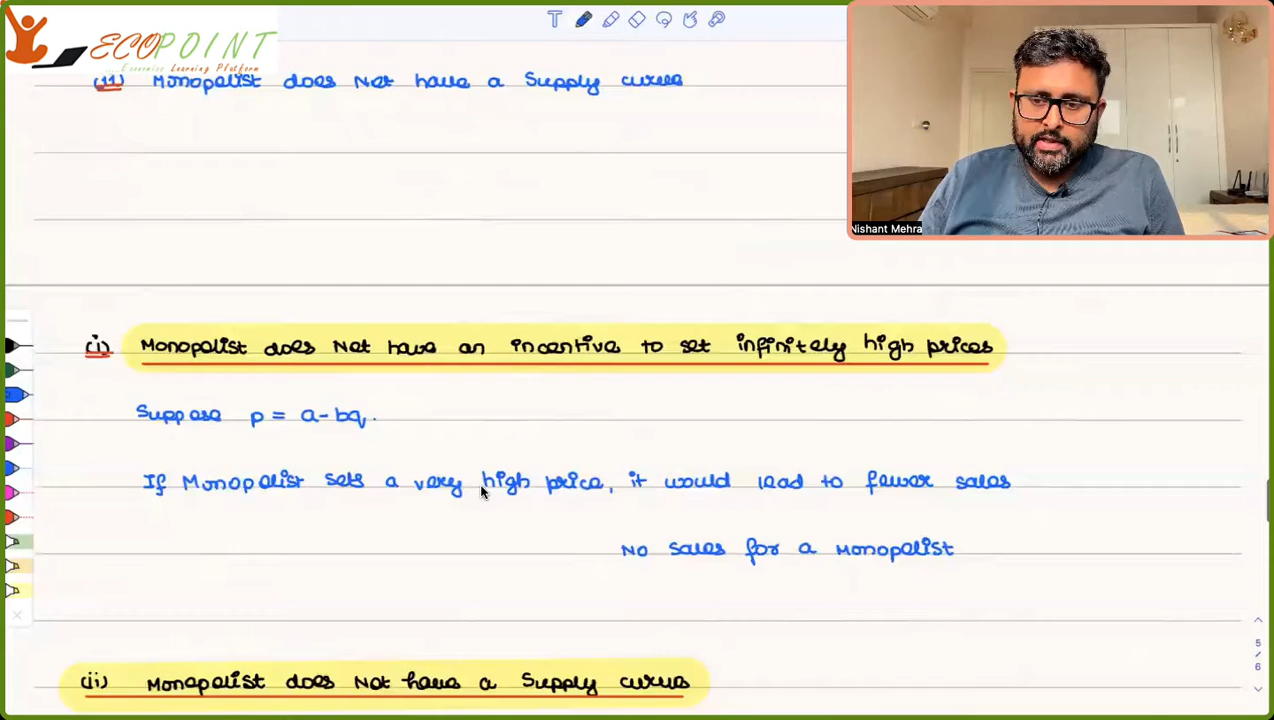 ECOPOINT
Economics Learning Platform
(ii) Monopolist does Not have a Supply curve
Nishant Mehra
(i) Monopolist does Not have an incentive to set infinitely high prices
Suppose p = a - bq.
If Monopolist sets a very high price, it would lead to fewer sales
No sales for a Monopolist
(ii) Monopolist does Not have a Supply curve
5
/
6